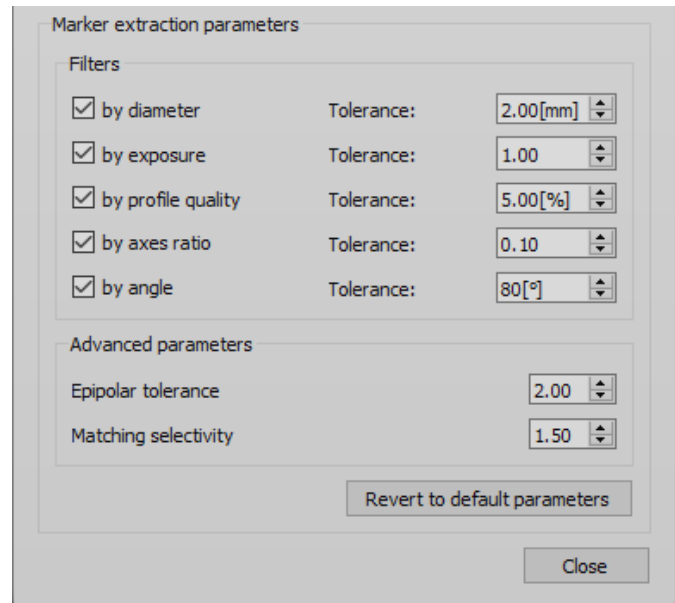 Marker extraction parameters
Filters
by diameter Tolerance: 2.00[mm]
by exposure Tolerance: 1.00
by profile quality Tolerance: 5.00[%]
by axes ratio Tolerance: 0.10
by angle Tolerance: 80[°]
Advanced parameters
Epipolar tolerance 2.00
Matching selectivity 1.50
Revert to default parameters
Close